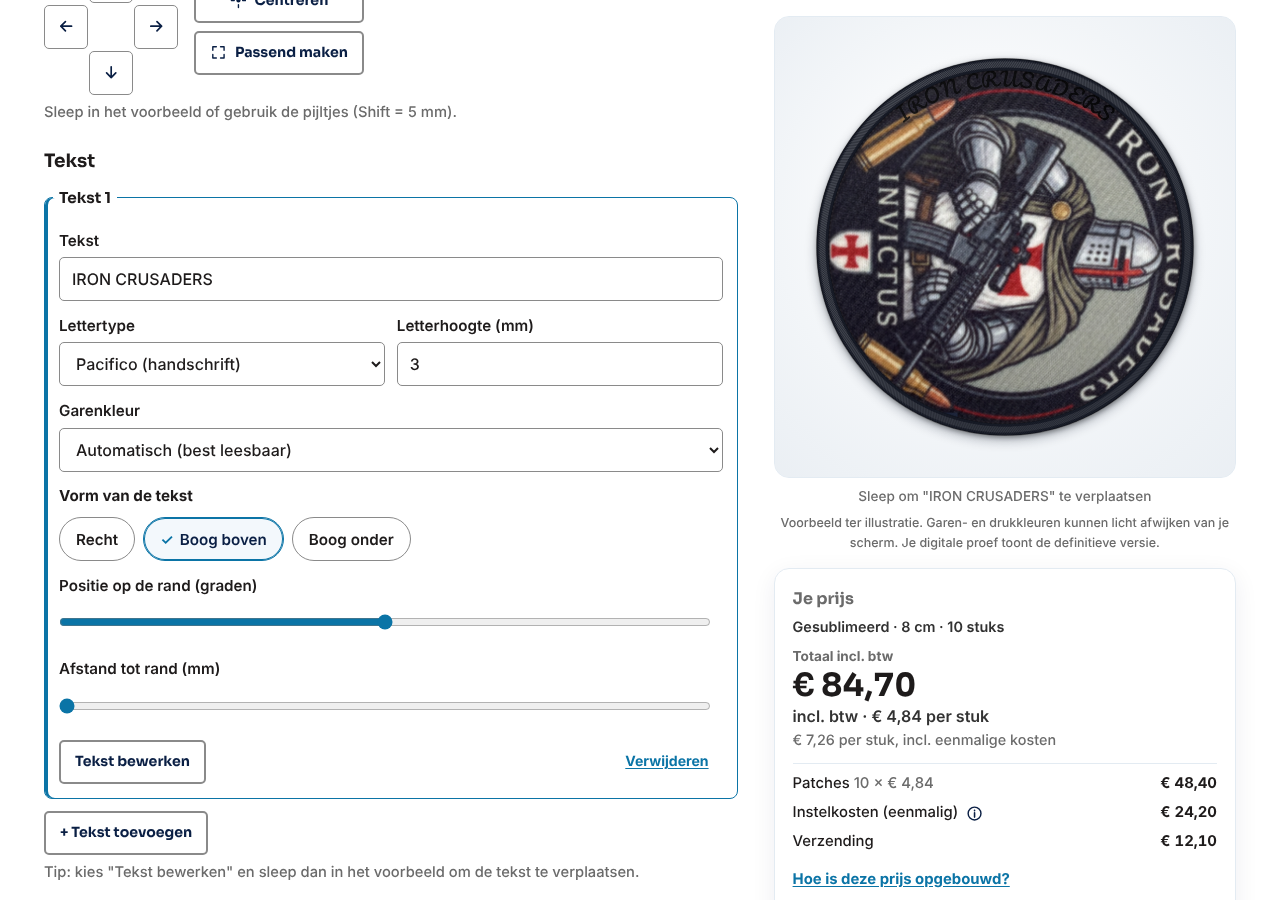 Centreren
Passend maken
Sleep in het voorbeeld of gebruik de pijltjes (Shift = 5 mm).
Tekst
Tekst 1
Tekst
IRON CRUSADERS
Lettertype
Letterhoogte (mm)
Pacifico (handschrift)
3
Garenkleur
Automatisch (best leesbaar)
Vorm van de tekst
Recht
Boog boven
Boog onder
Positie op de rand (graden)
Afstand tot rand (mm)
Tekst bewerken
Verwijderen
+ Tekst toevoegen
Tip: kies "Tekst bewerken" en sleep dan in het voorbeeld om de tekst te verplaatsen.
IRON CRUSADERS
IRON CRUSADERS
INVICTUS
Sleep om "IRON CRUSADERS" te verplaatsen
Voorbeeld ter illustratie. Garen- en drukkleuren kunnen licht afwijken van je
scherm. Je digitale proef toont de definitieve versie.
Je prijs
Gesublimeerd · 8 cm · 10 stuks
Totaal incl. btw
€ 84,70
incl. btw · € 4,84 per stuk
€ 7,26 per stuk, incl. eenmalige kosten
Patches 10 × € 4,84 € 48,40
Instelkosten (eenmalig) € 24,20
Verzending € 12,10
Hoe is deze prijs opgebouwd?